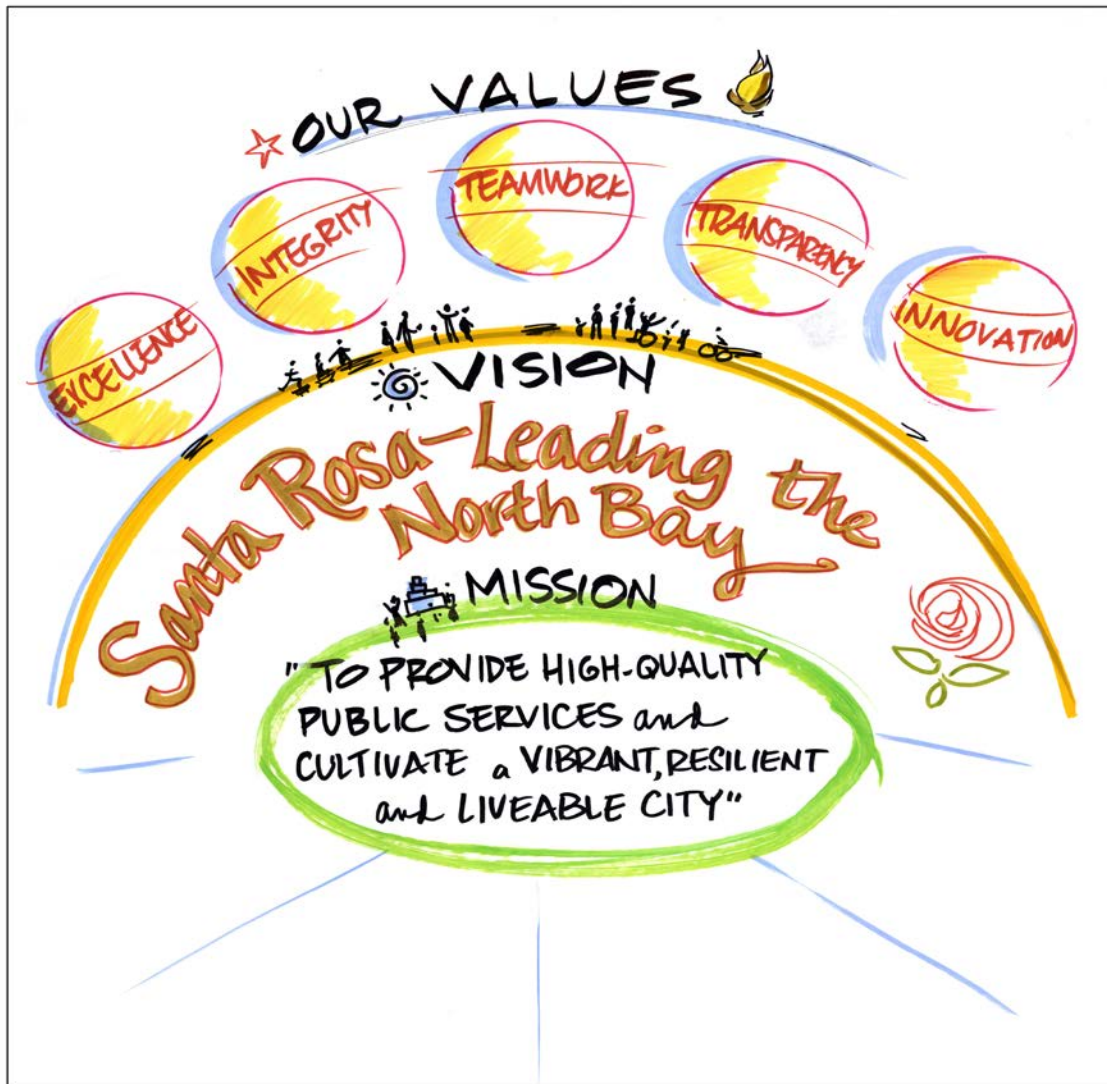 OUR VALUES
EXCELLENCE
INTEGRITY
TEAMWORK
TRANSPARENCY
INNOVATION
VISION
Santa Rosa-Leading the
North Bay
MISSION
"TO PROVIDE HIGH-QUALITY
PUBLIC SERVICES and
CULTIVATE a VIBRANT, RESILIENT
and LIVEABLE CITY"